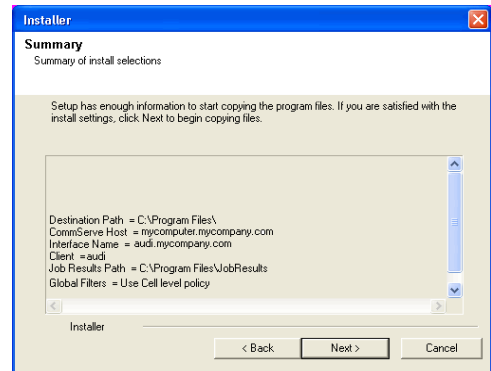 Installer
Summary
Summary of install selections
Setup has enough information to start copying the program files. If you are satisfied with the
install settings, click Next to begin copying files.
Destination Path = C:\Program Files\
CommServe Host = mycomputer.mycompany.com
Interface Name = audi.mycompany.com
Client =audi
Job Results Path = C:\Program Files\JobResults
Global Filters = Use Cell level policy
Installer
< Back
Next >
Cancel